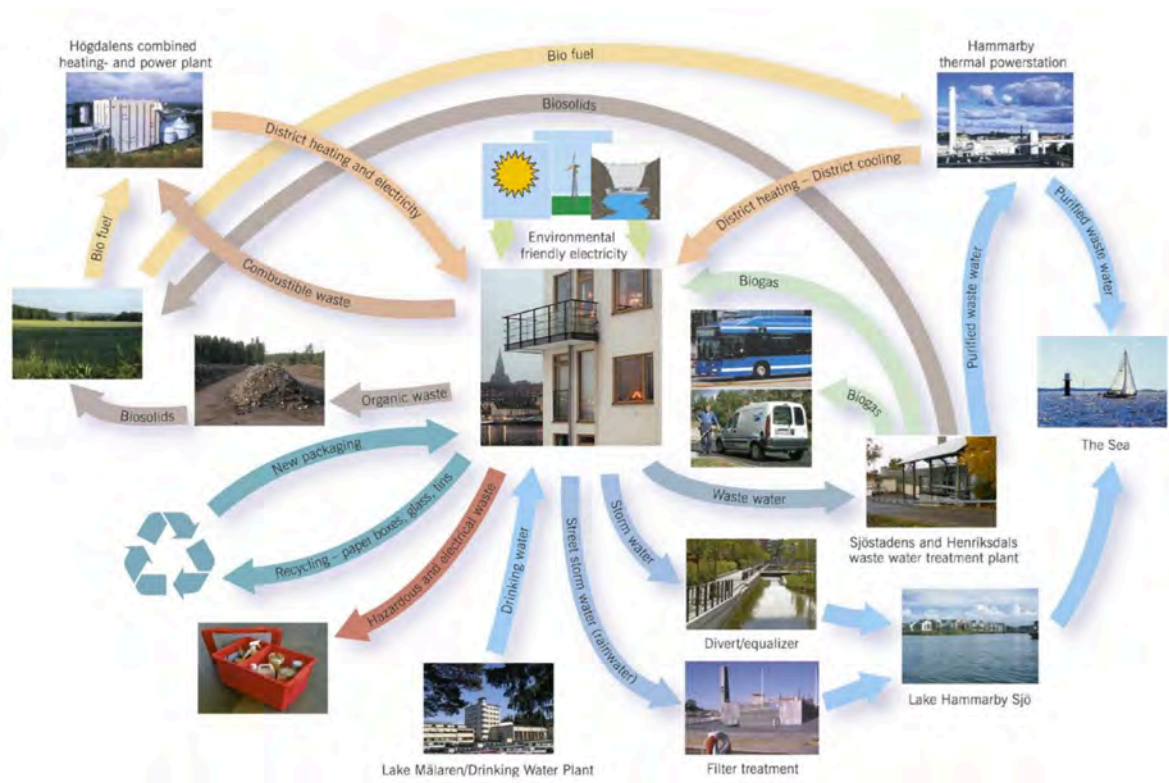 Högdalens combined
heating- and power plant
Bio fuel
Hammarby
thermal powerstation
Biosolids
District heating and electricity
District heating – District cooling
Environmental
friendly electricity
Bio fuel
Combustible waste
Biogas
Purified waste water
Purified waste water
Biosolids
Organic waste
Biogas
The Sea
New packaging
Recycling – paper boxes, glass, tins
Hazardous and electrical waste
Drinking water
Street storm water (rainwater)
Storm water
Waste water
Sjöstadens and Henriksdals
waste water treatment plant
Divert/equalizer
Lake Hammarby Sjö
Lake Mälaren/Drinking Water Plant
Filter treatment